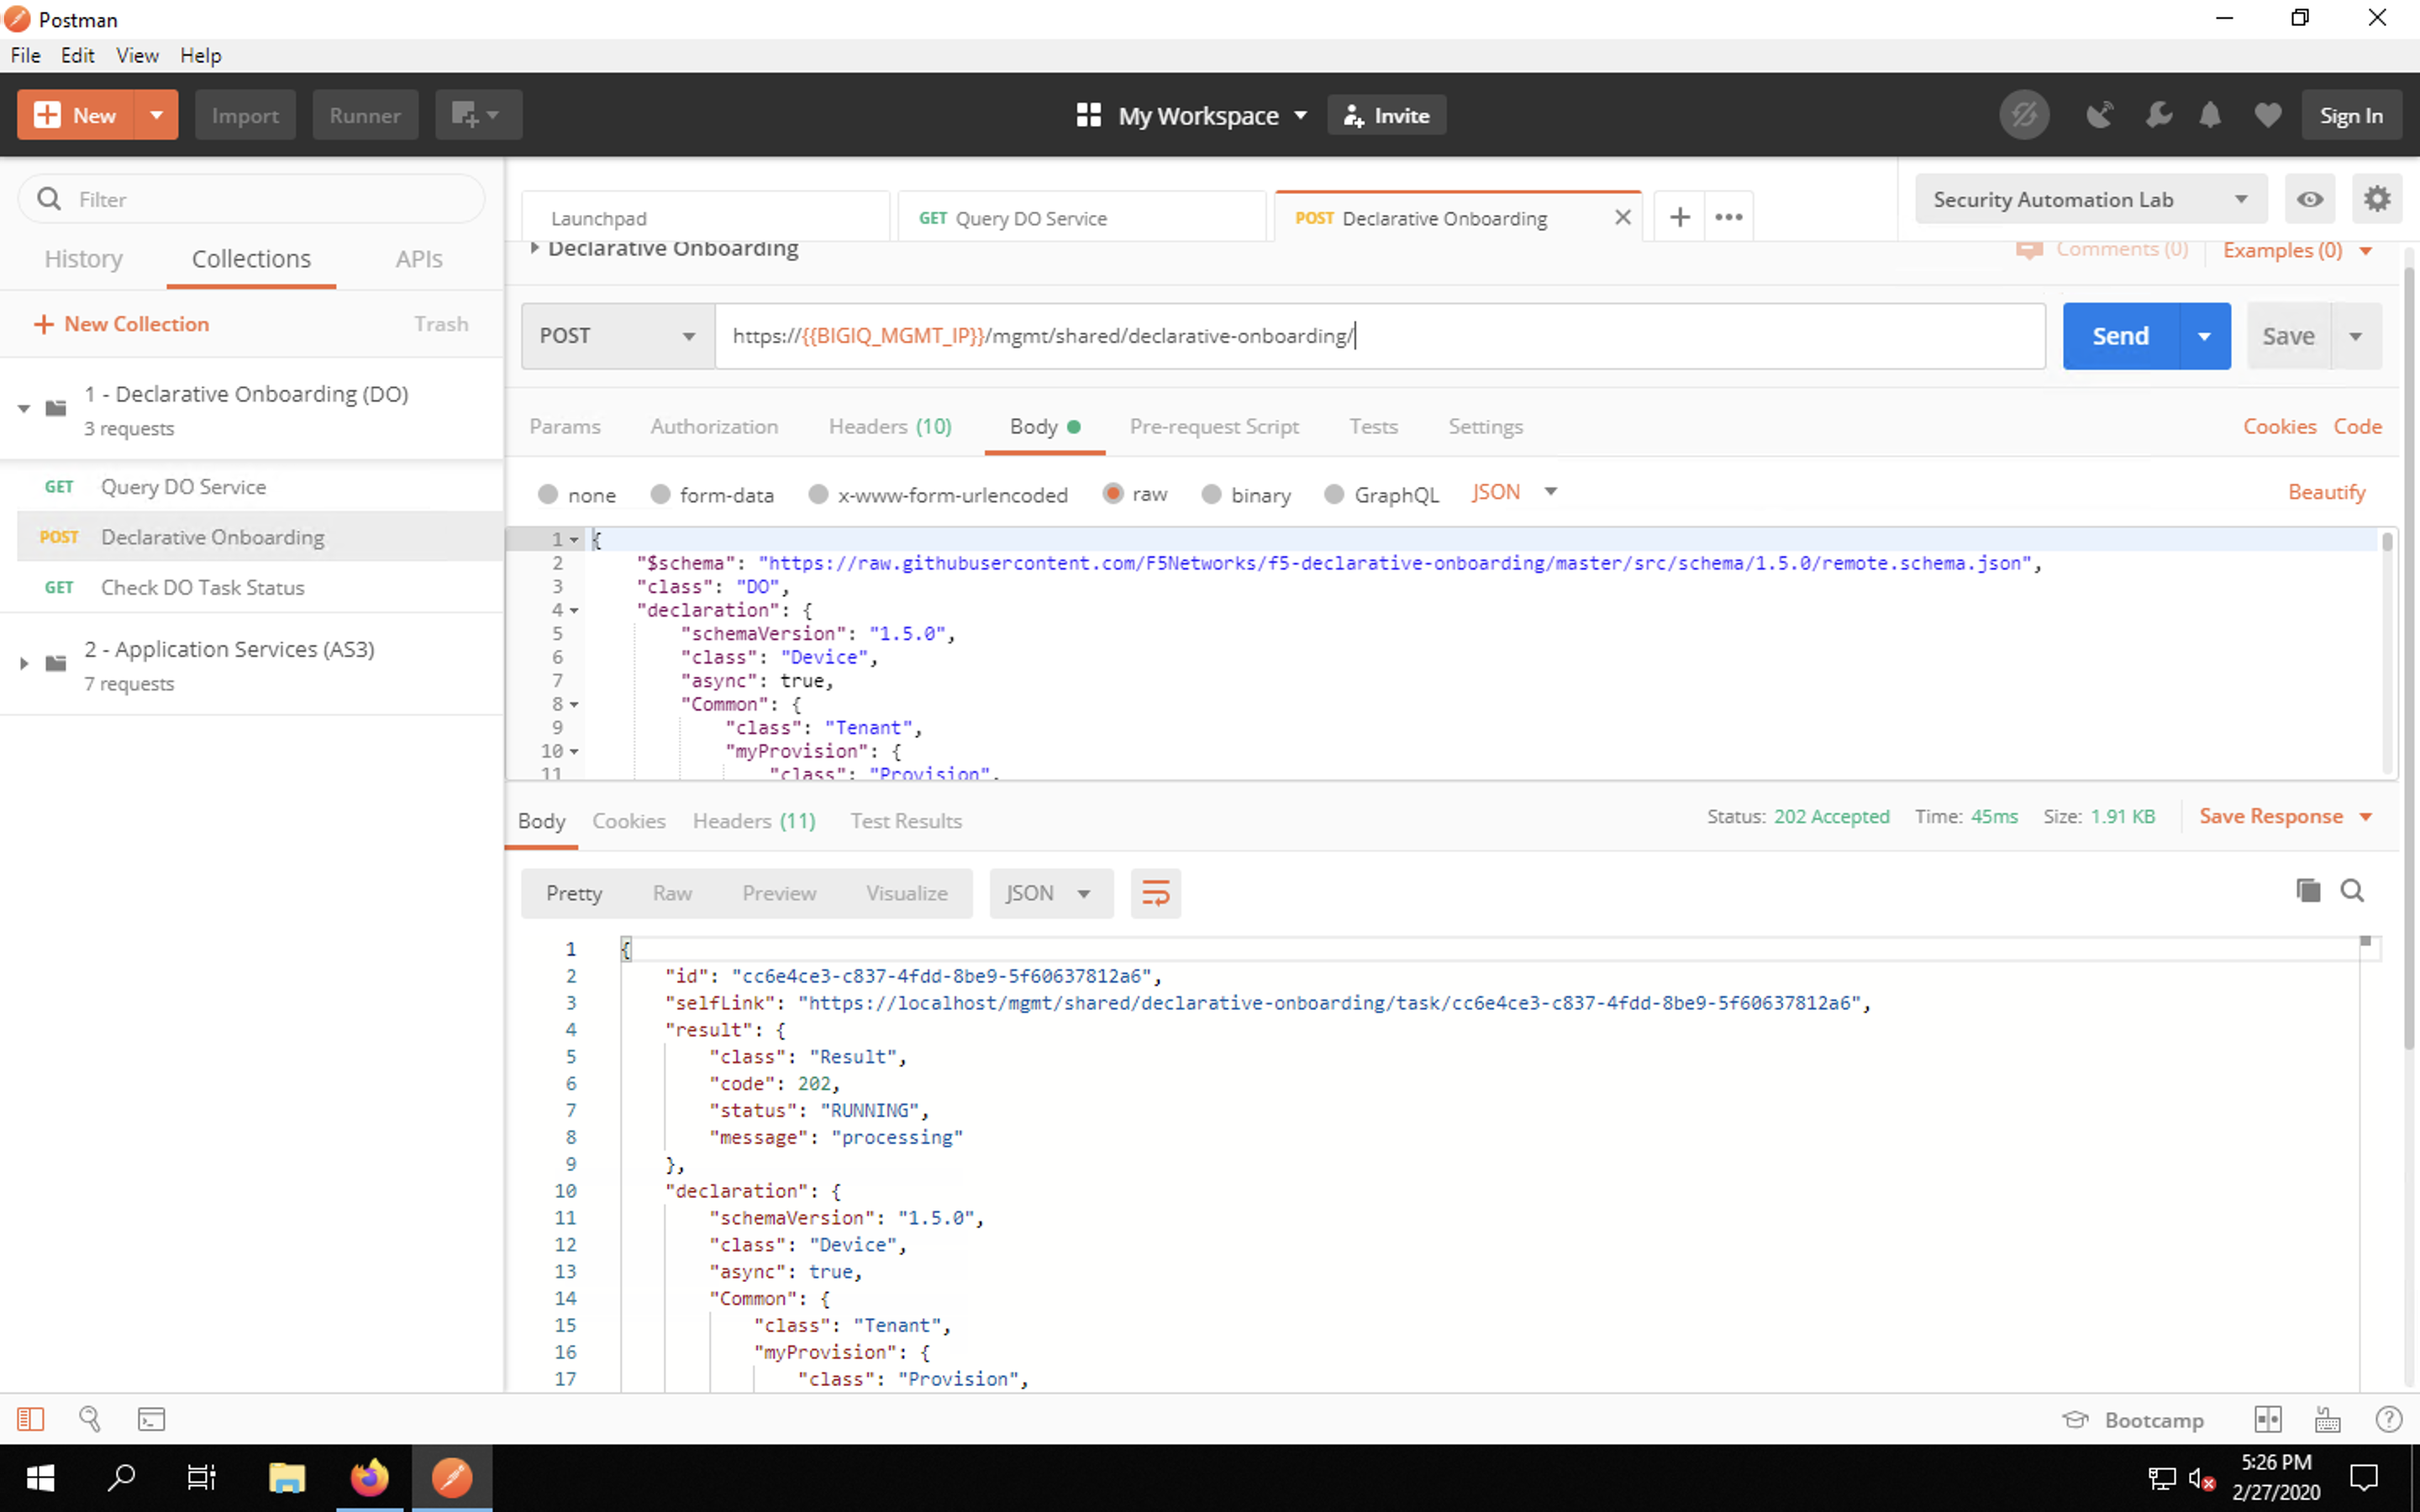 Postman
File Edit View Help
New Import Runner My Workspace Invite Sign In
Filter
History Collections APIs
New Collection Trash
1 - Declarative Onboarding (DO)
3 requests
GET Query DO Service
POST Declarative Onboarding
GET Check DO Task Status
2 - Application Services (AS3)
7 requests
Launchpad GET Query DO Service POST Declarative Onboarding Security Automation Lab
Declarative Onboarding Comments (0) Examples (0)
POST https://{{BIGIQ_MGMT_IP}}/mgmt/shared/declarative-onboarding/ Send Save
Params Authorization Headers (10) Body Pre-request Script Tests Settings Cookies Code
none form-data x-www-form-urlencoded raw binary GraphQL JSON Beautify
1 {
2 "$schema": "https://raw.githubusercontent.com/F5Networks/f5-declarative-onboarding/master/src/schema/1.5.0/remote.schema.json",
3 "class": "DO",
4 "declaration": {
5 "schemaVersion": "1.5.0",
6 "class": "Device",
7 "async": true,
8 "Common": {
9 "class": "Tenant",
10 "myProvision": {
11 "class": "Provision",
Body Cookies Headers (11) Test Results Status: 202 Accepted Time: 45ms Size: 1.91 KB Save Response
Pretty Raw Preview Visualize JSON
1 {
2 "id": "cc6e4ce3-c837-4fdd-8be9-5f60637812a6",
3 "selfLink": "https://localhost/mgmt/shared/declarative-onboarding/task/cc6e4ce3-c837-4fdd-8be9-5f60637812a6",
4 "result": {
5 "class": "Result",
6 "code": 202,
7 "status": "RUNNING",
8 "message": "processing"
9 },
10 "declaration": {
11 "schemaVersion": "1.5.0",
12 "class": "Device",
13 "async": true,
14 "Common": {
15 "class": "Tenant",
16 "myProvision": {
17 "class": "Provision",
Bootcamp
5:26 PM
2/27/2020